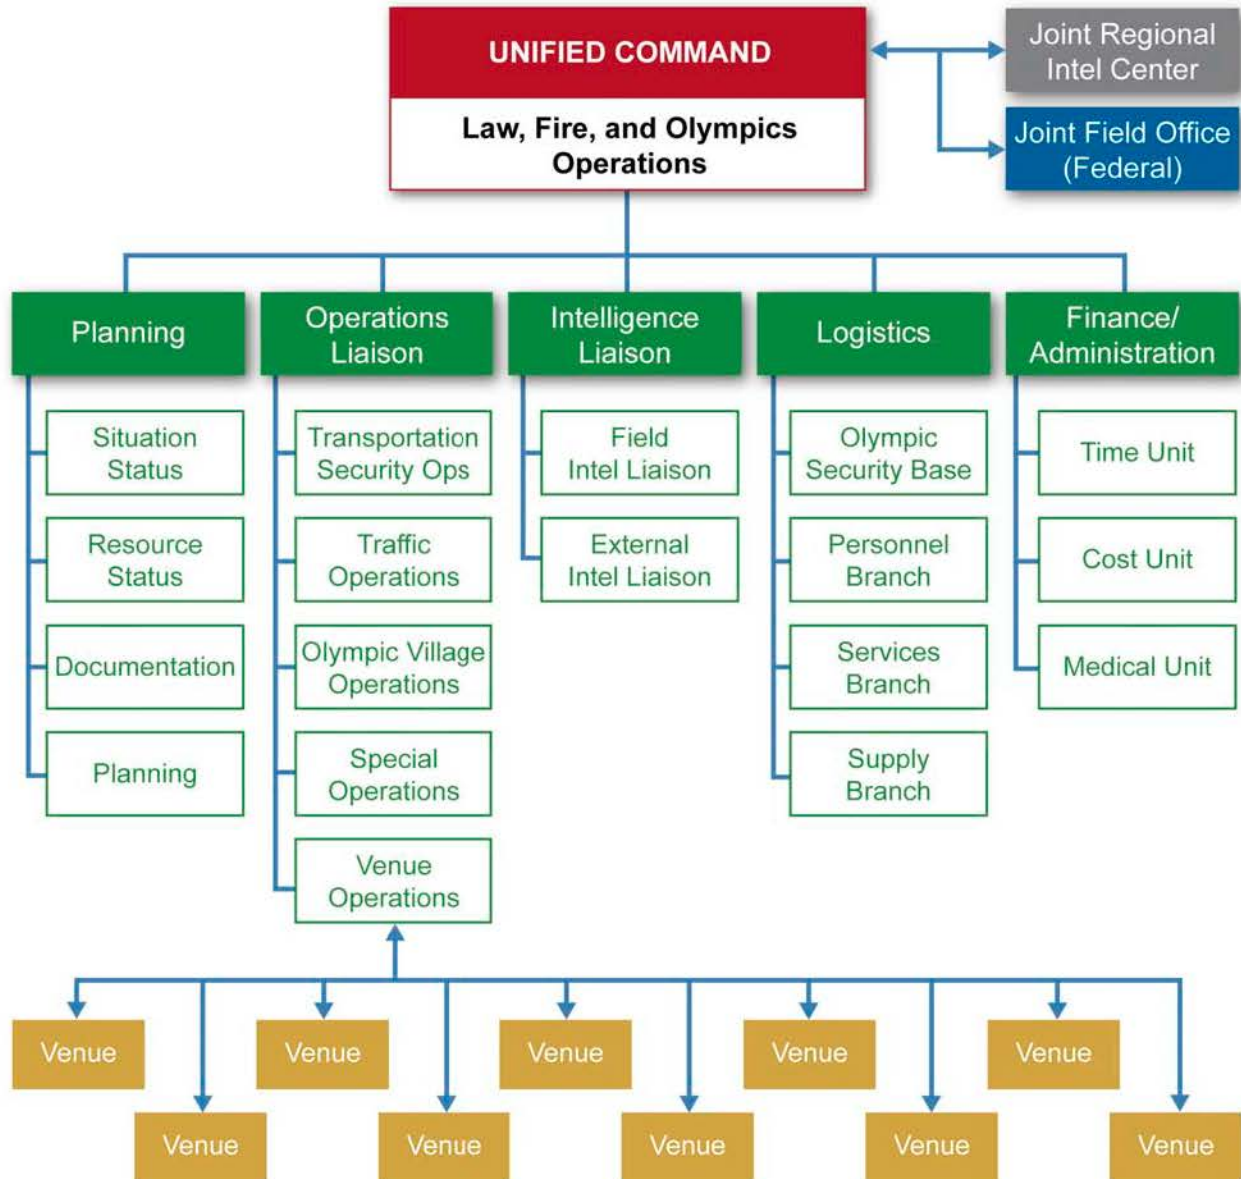 UNIFIED COMMAND
Law, Fire, and Olympics
Operations
Joint Regional
Intel Center
Joint Field Office
(Federal)
Planning
Situation
Status
Resource
Status
Documentation
Planning
Operations
Liaison
Transportation
Security Ops
Traffic
Operations
Olympic Village
Operations
Special
Operations
Venue
Operations
Intelligence
Liaison
Field
Intel Liaison
External
Intel Liaison
Logistics
Olympic
Security Base
Personnel
Branch
Services
Branch
Supply
Branch
Finance/
Administration
Time Unit
Cost Unit
Medical Unit
Venue
Venue
Venue
Venue
Venue
Venue
Venue
Venue
Venue
Venue